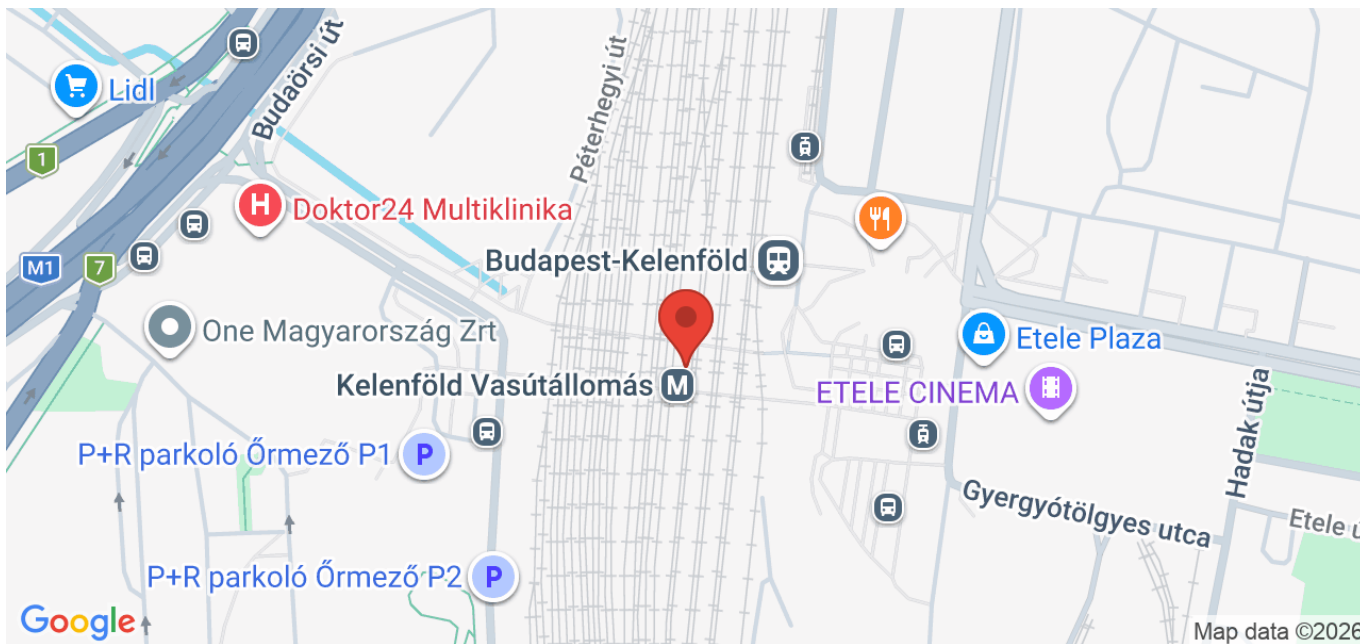 Budaörsi út
Péterhegyi út
Lidl
1
H
Doktor24 Multiklinika
Budapest-Kelenföld
M1
7
One Magyarország Zrt
Etele Plaza
Kelenföld Vasútállomás
M
ETELE CINEMA
Hadak útja
P+R parkoló Őrmező P1
P
Gyergyótölgyes utca
Etele ú
P+R parkoló Őrmező P2
P
Google
Map data ©2026